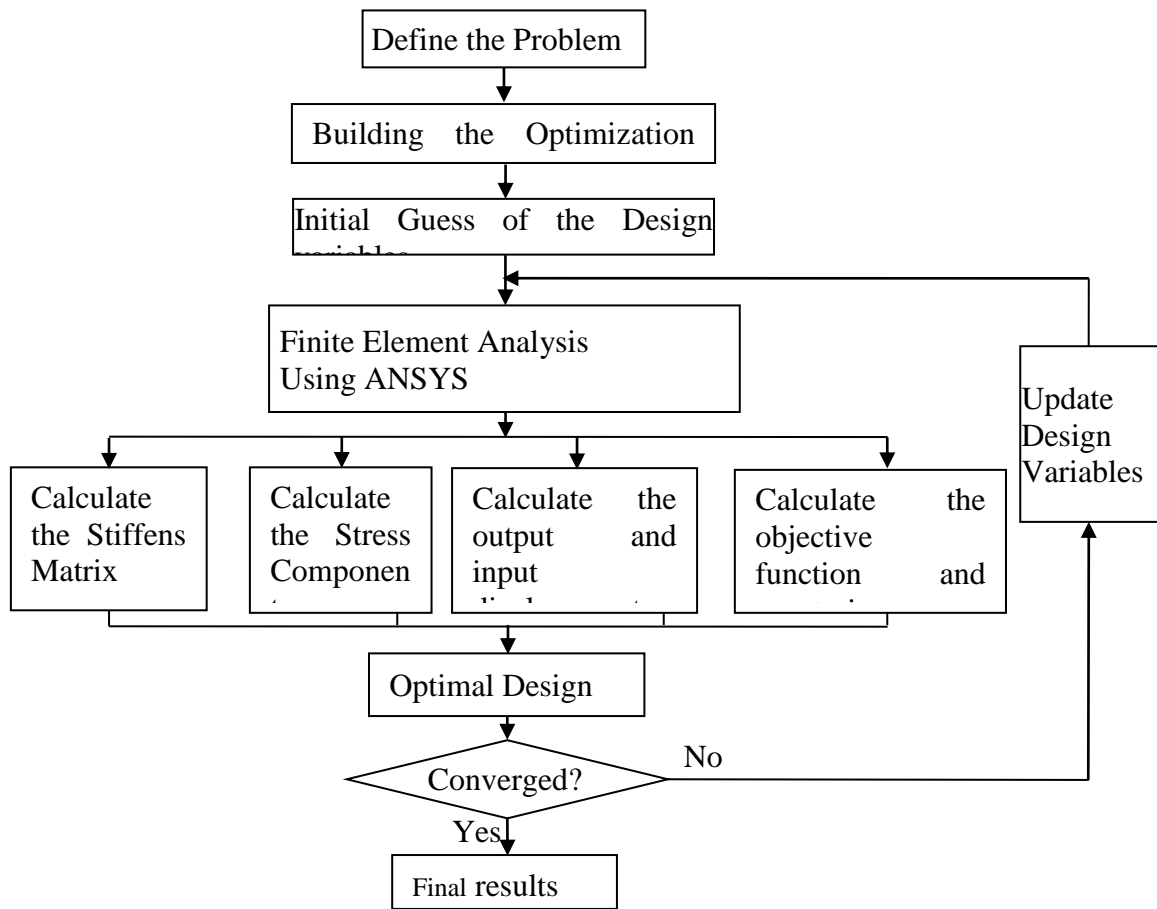 Define the Problem
Building the Optimization
Initial Guess of the Design
variables
Finite Element Analysis
Using ANSYS
Update
Design
Variables
Calculate
the Stiffens
Matrix
Calculate
the Stress
Componen
Calculate the
output and
input
Calculate the
objective
function and
Optimal Design
Converged?
No
Yes
Final results